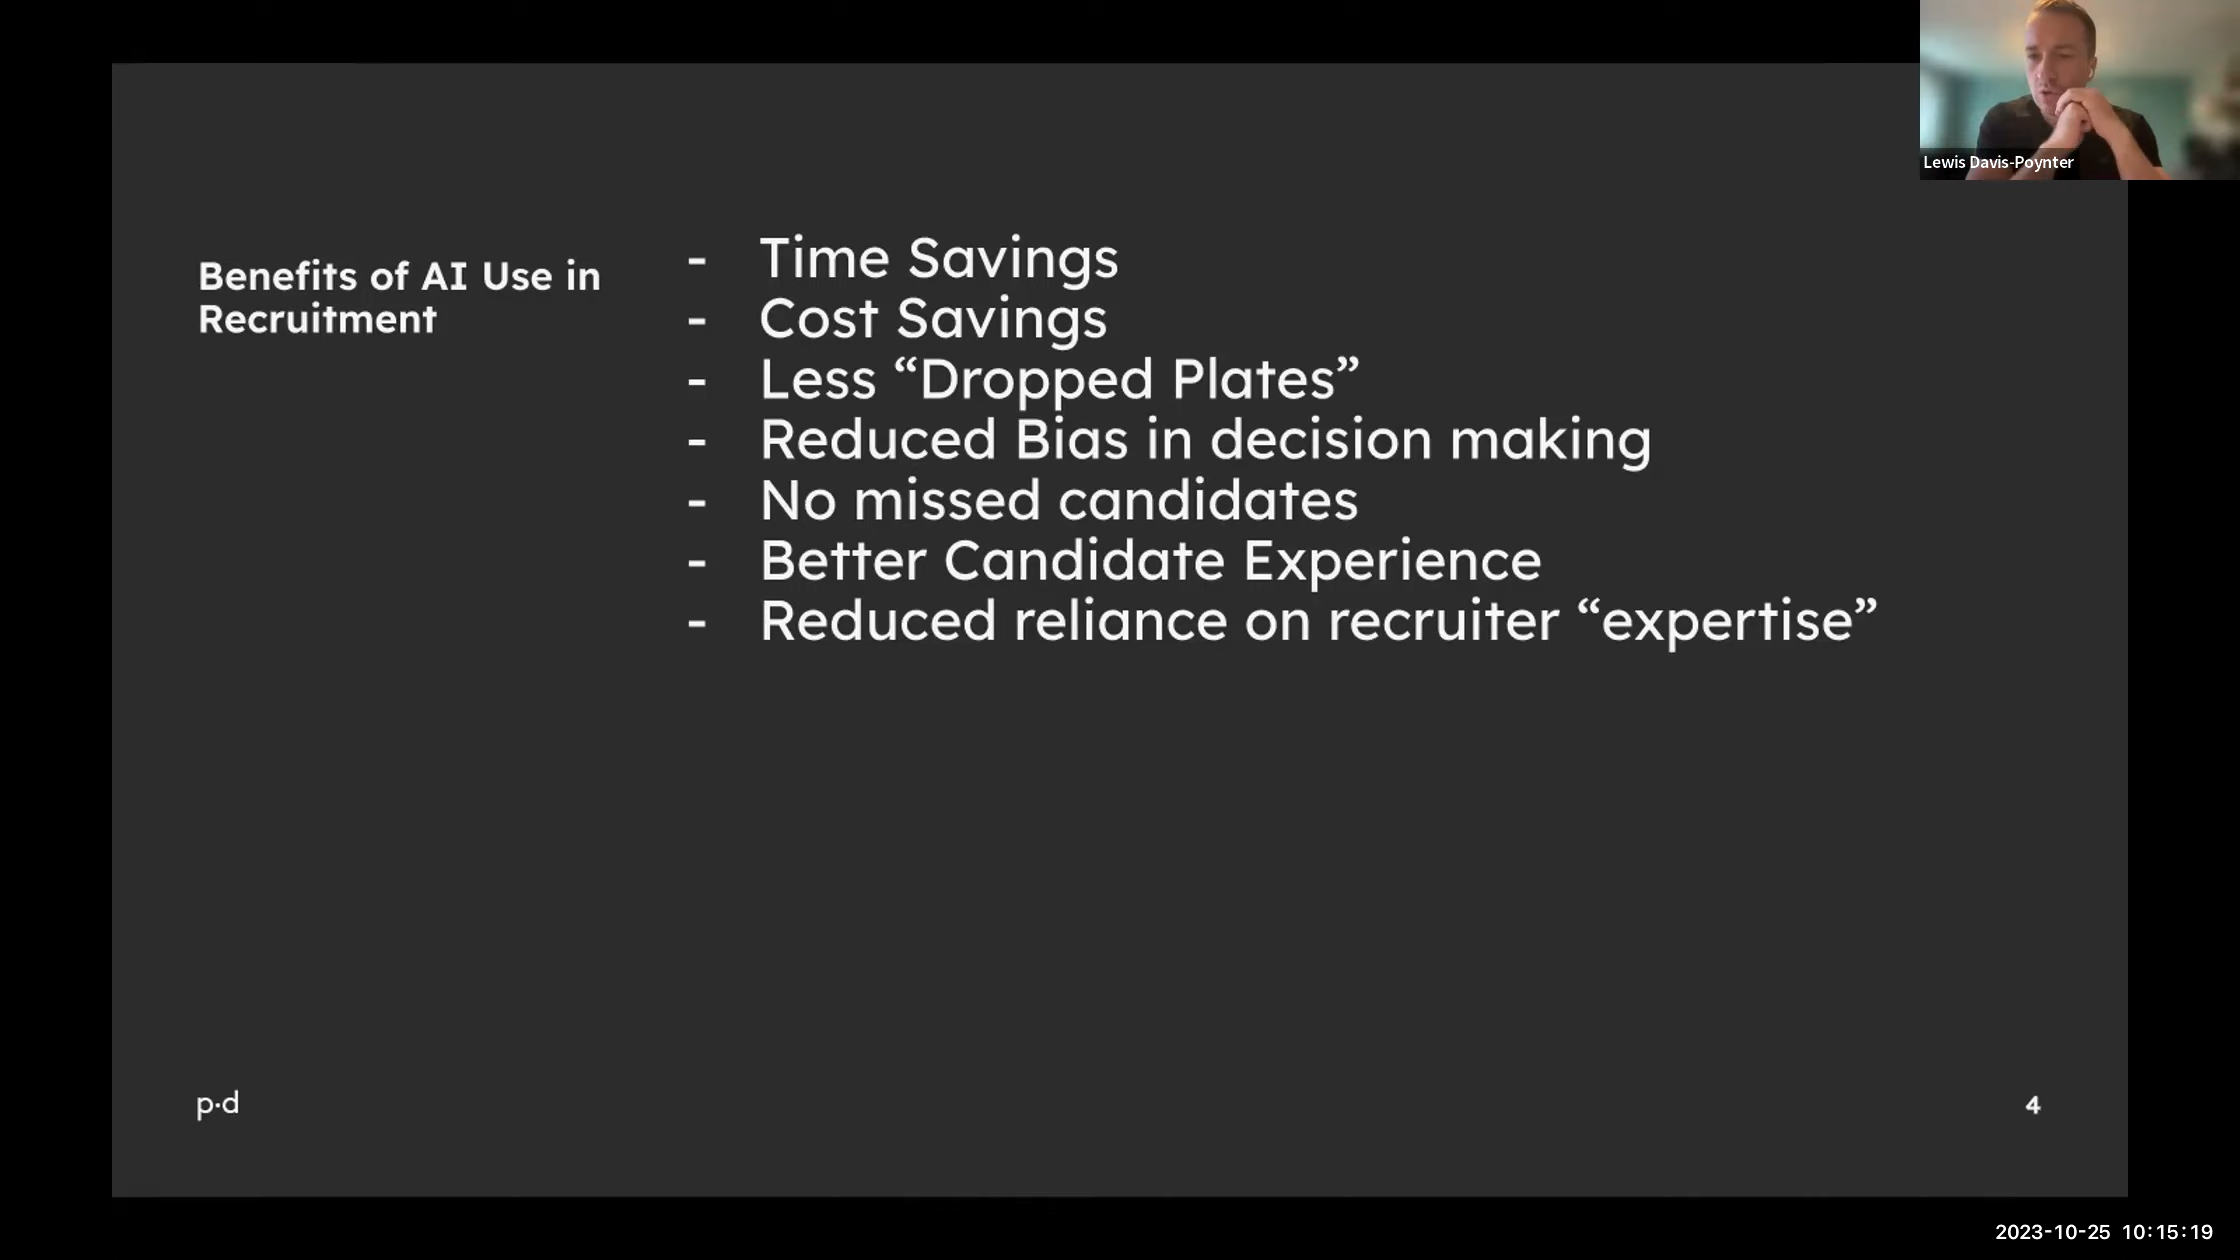 Lewis Davis-Poynter
Benefits of AI Use in
Recruitment
- Time Savings
- Cost Savings
- Less “Dropped Plates”
- Reduced Bias in decision making
- No missed candidates
- Better Candidate Experience
- Reduced reliance on recruiter “expertise”
p·d
4
2023-10-25 10:15:19